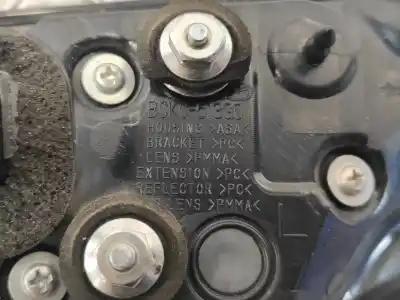 HOUSING >ASA<
BRACKET >PC<
LENS >PMMA<
EXTENSION >PC<
REFLECTOR >PC<
LENS >PMMA<
L